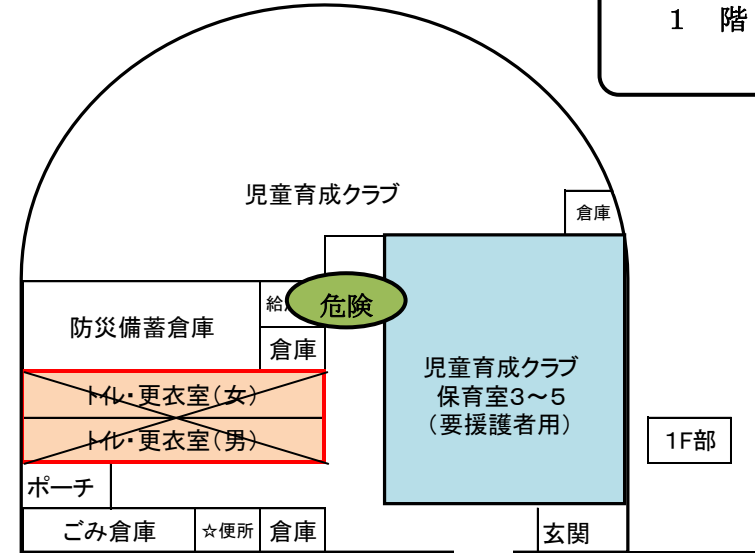 1 階
児童育成クラブ
倉庫
給
危険
防災備蓄倉庫
倉庫
児童育成クラブ
保育室3~5
(要援護者用)
トイレ・更衣室(女)
トイレ・更衣室(男)
1F部
ポーチ
ごみ倉庫
☆便所
倉庫
玄関